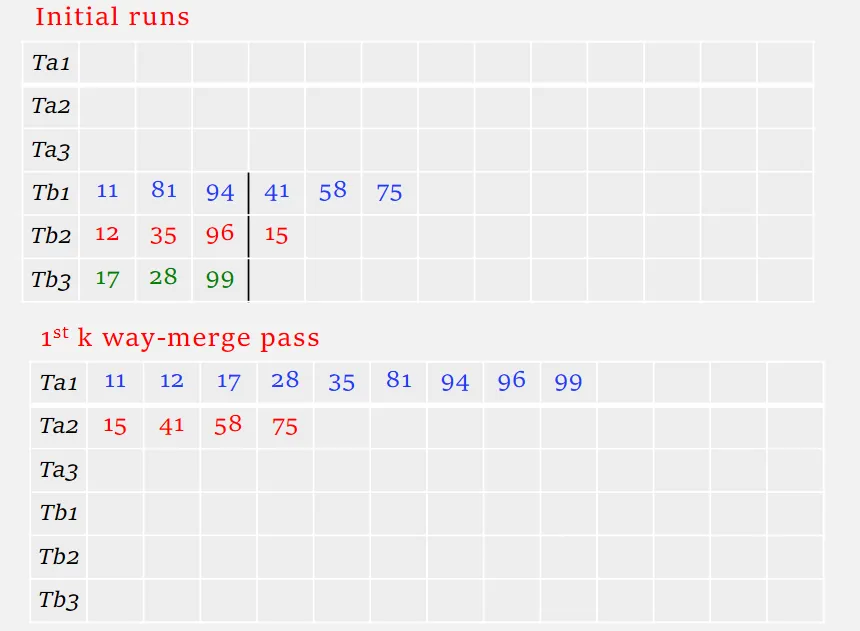 Initial runs
Ta1
Ta2
Ta3
Tb1 11 81 94 41 58 75
Tb2 12 35 96 15
Tb3 17 28 99
1st k way-merge pass
Ta1 11 12 17 28 35 81 94 96 99
Ta2 15 41 58 75
Ta3
Tb1
Tb2
Tb3